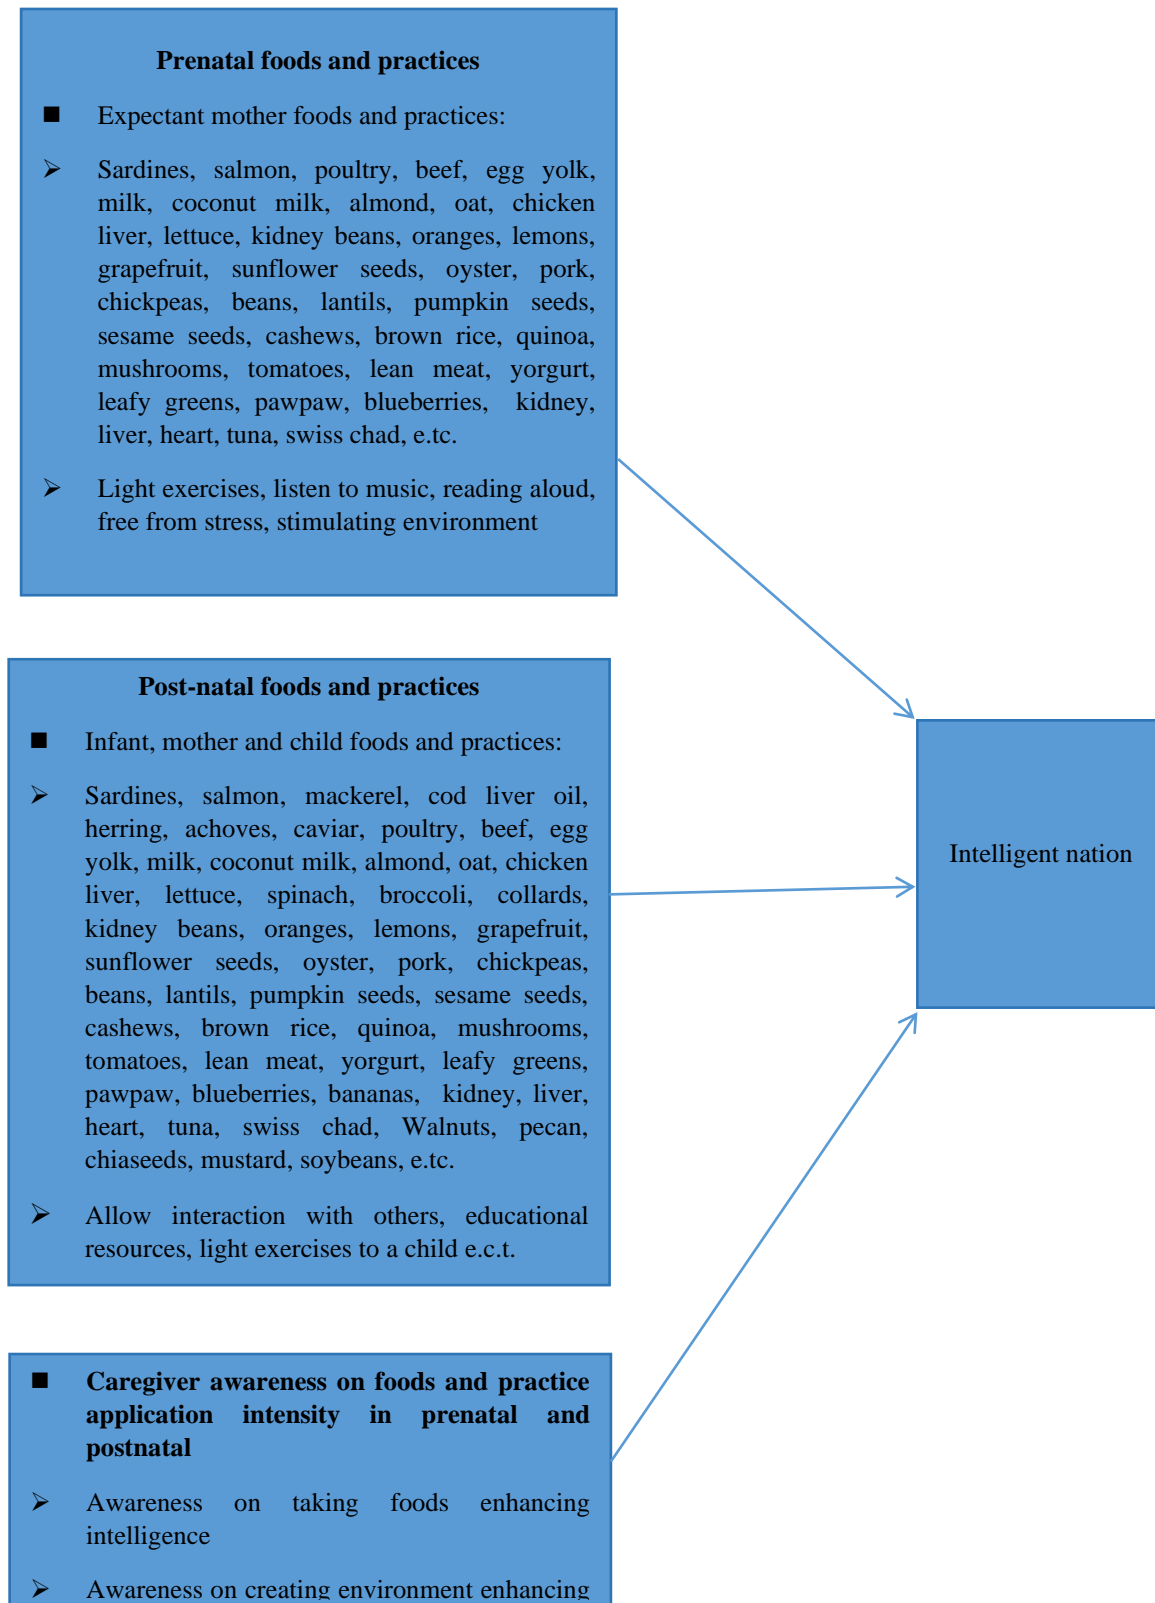 Prenatal foods and practices
■ Expectant mother foods and practices:
➢ Sardines, salmon, poultry, beef, egg yolk,
milk, coconut milk, almond, oat, chicken
liver, lettuce, kidney beans, oranges, lemons,
grapefruit, sunflower seeds, oyster, pork,
chickpeas, beans, lantils, pumpkin seeds,
sesame seeds, cashews, brown rice, quinoa,
mushrooms, tomatoes, lean meat, yorgurt,
leafy greens, pawpaw, blueberries, kidney,
liver, heart, tuna, swiss chad, e.tc.
➢ Light exercises, listen to music, reading aloud,
free from stress, stimulating environment
Post-natal foods and practices
■ Infant, mother and child foods and practices:
➢ Sardines, salmon, mackerel, cod liver oil,
herring, achoves, caviar, poultry, beef, egg
yolk, milk, coconut milk, almond, oat, chicken
liver, lettuce, spinach, broccoli, collards,
kidney beans, oranges, lemons, grapefruit,
sunflower seeds, oyster, pork, chickpeas,
beans, lantils, pumpkin seeds, sesame seeds,
cashews, brown rice, quinoa, mushrooms,
tomatoes, lean meat, yorgurt, leafy greens,
pawpaw, blueberries, bananas, kidney, liver,
heart, tuna, swiss chad, Walnuts, pecan,
chiaseeds, mustard, soybeans, e.tc.
➢ Allow interaction with others, educational
resources, light exercises to a child e.c.t.
Intelligent nation
■ Caregiver awareness on foods and practice
application intensity in prenatal and
postnatal
➢ Awareness on taking foods enhancing
intelligence
➢ Awareness on creating environment enhancing